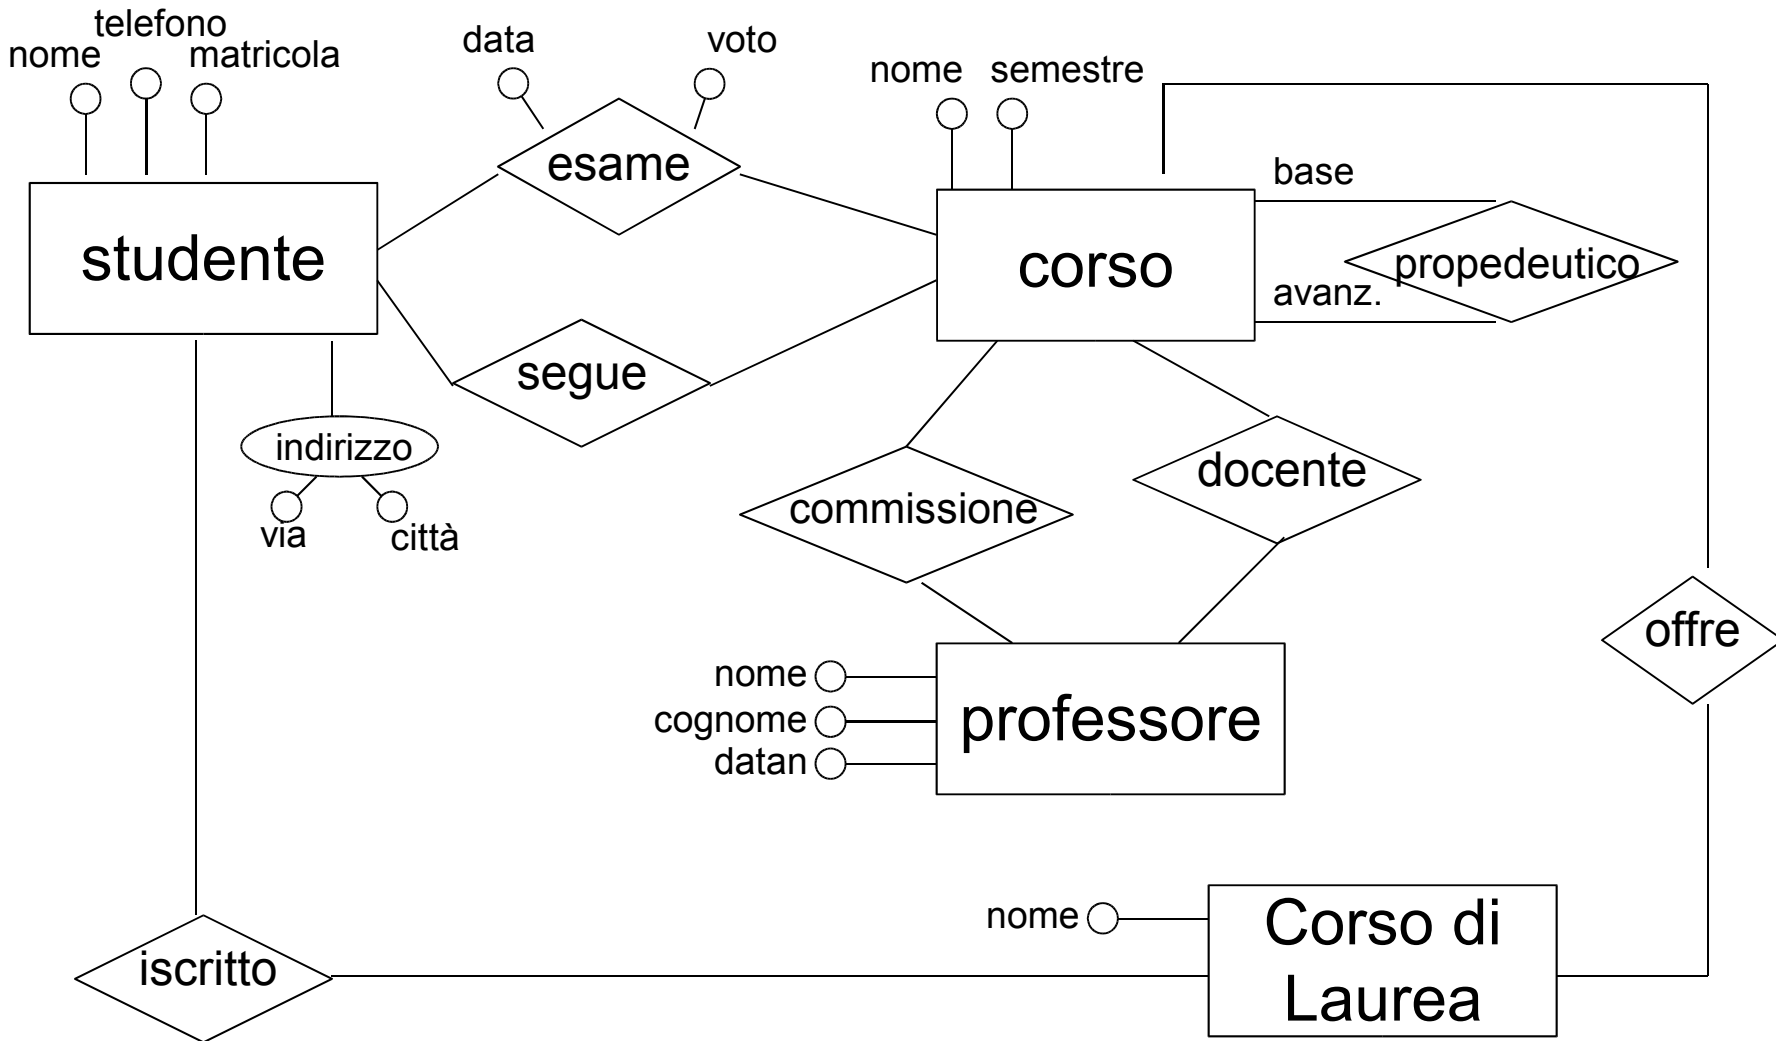 telefono
nome
matricola
data
voto
nome
semestre
esame
base
studente
corso
propedeutico
avanz.
segue
indirizzo
via
città
commissione
docente
offre
nome
cognome
datan
professore
nome
Corso di
Laurea
iscritto